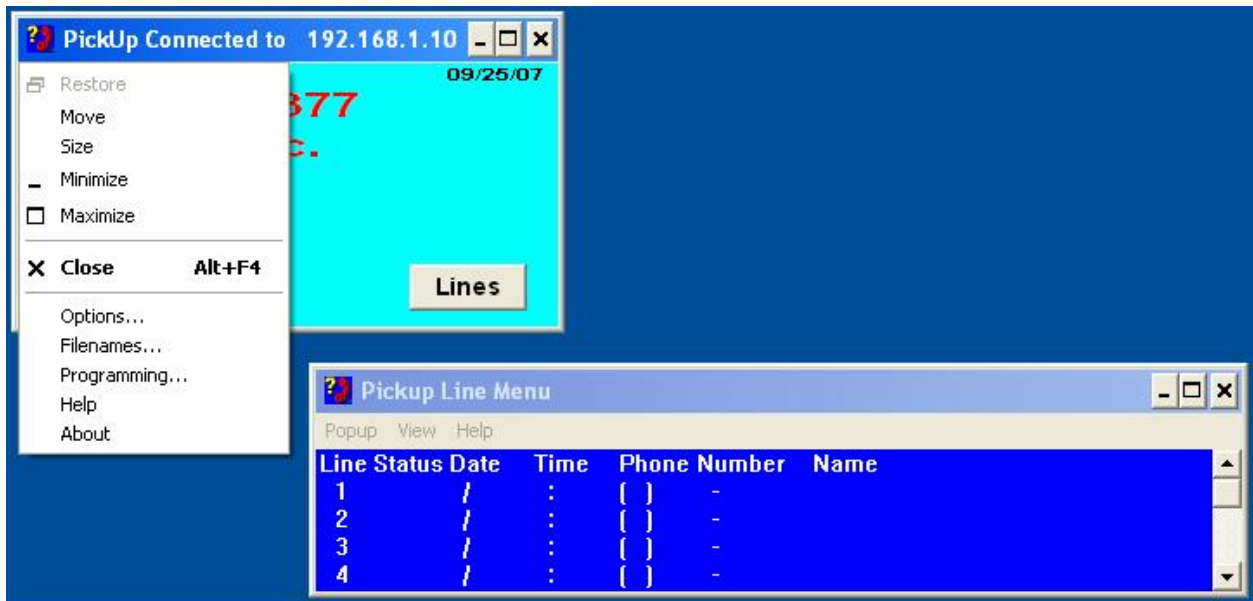 PickUp Connected to 192.168.1.10
09/25/07
377
c.
Restore
Move
Size
Minimize
Maximize
Close Alt+F4
Options...
Filenames...
Programming...
Help
About
Lines
Pickup Line Menu
Popup View Help
Line Status Date Time Phone Number Name
1 / : ( ) -
2 / : ( ) -
3 / : ( ) -
4 / : ( ) -